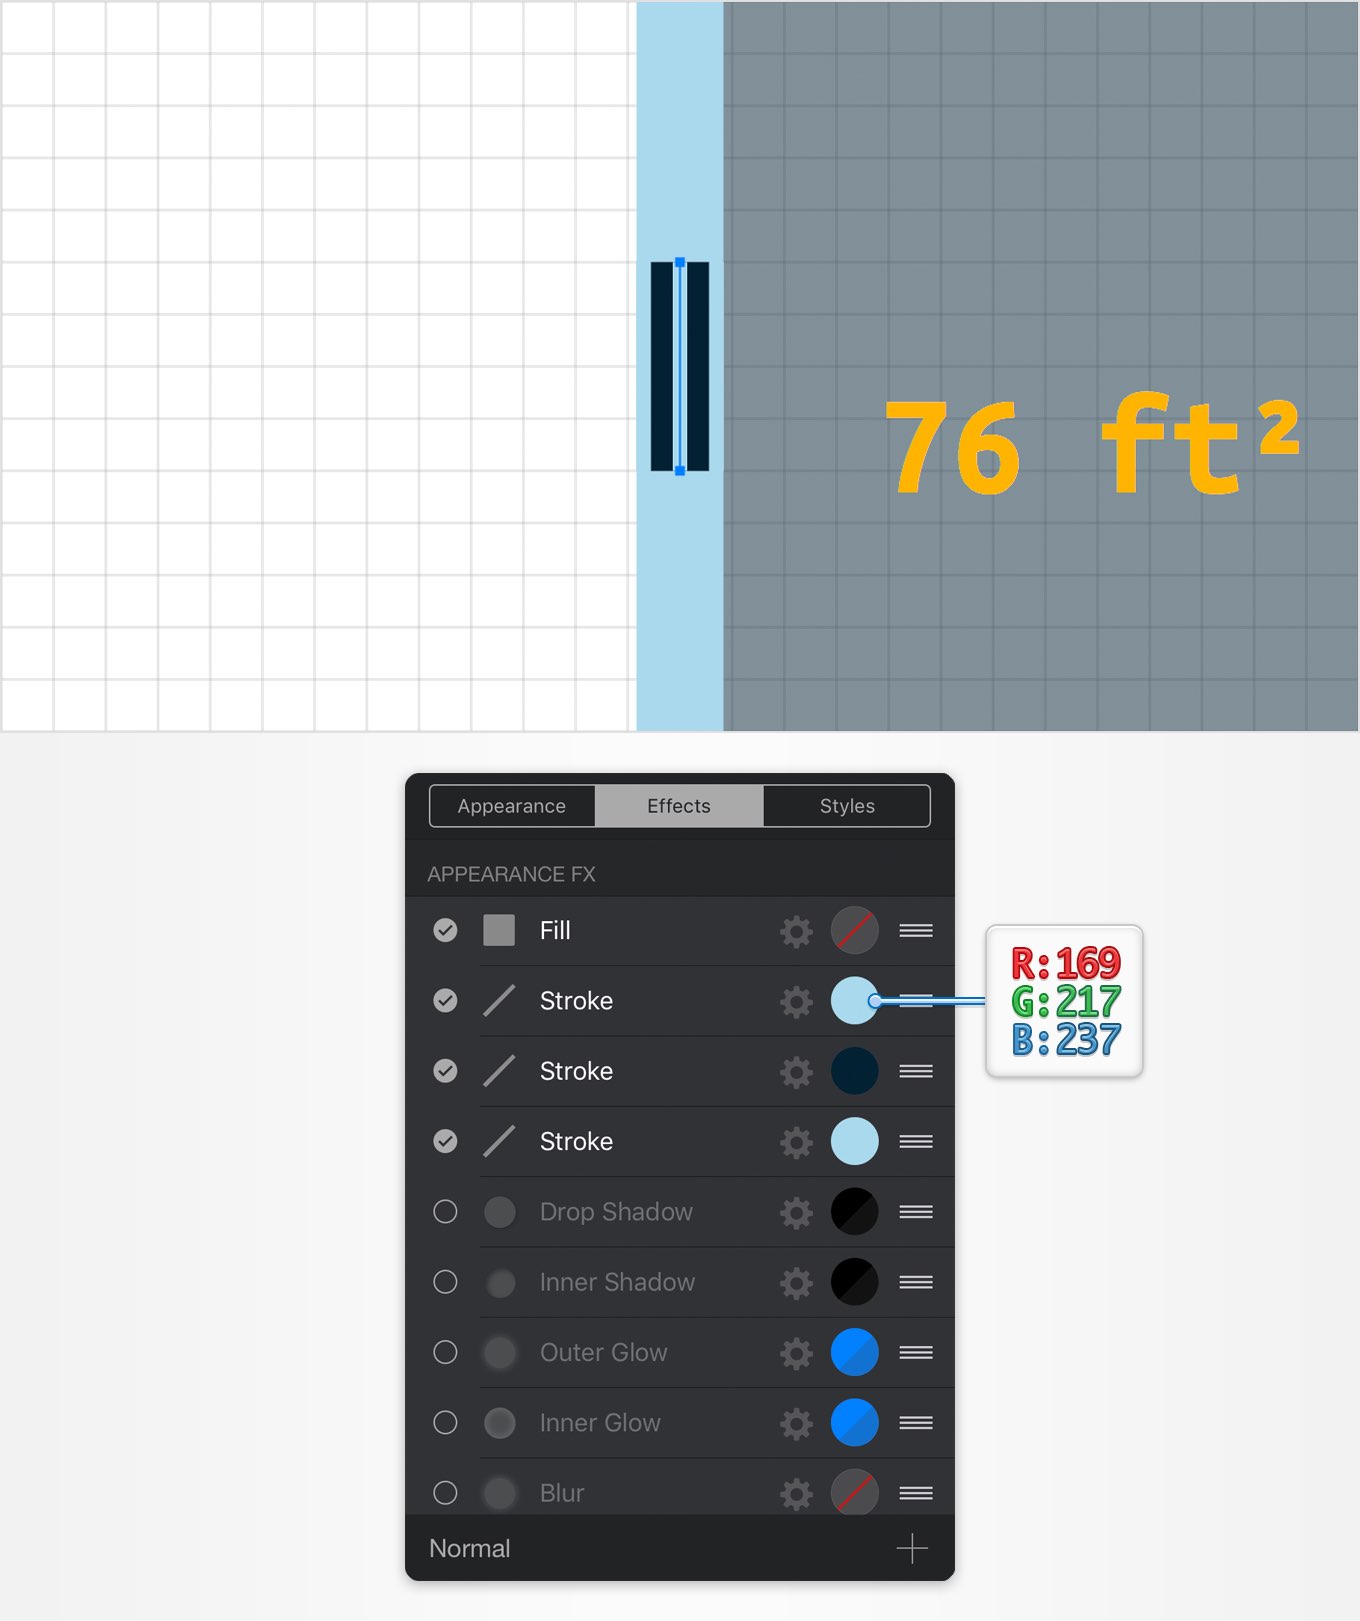 76 ft²
Appearance Effects Styles
APPEARANCE FX
Fill
Stroke
R:169
G:217
B:237
Stroke
Stroke
Drop Shadow
Inner Shadow
Outer Glow
Inner Glow
Blur
Normal